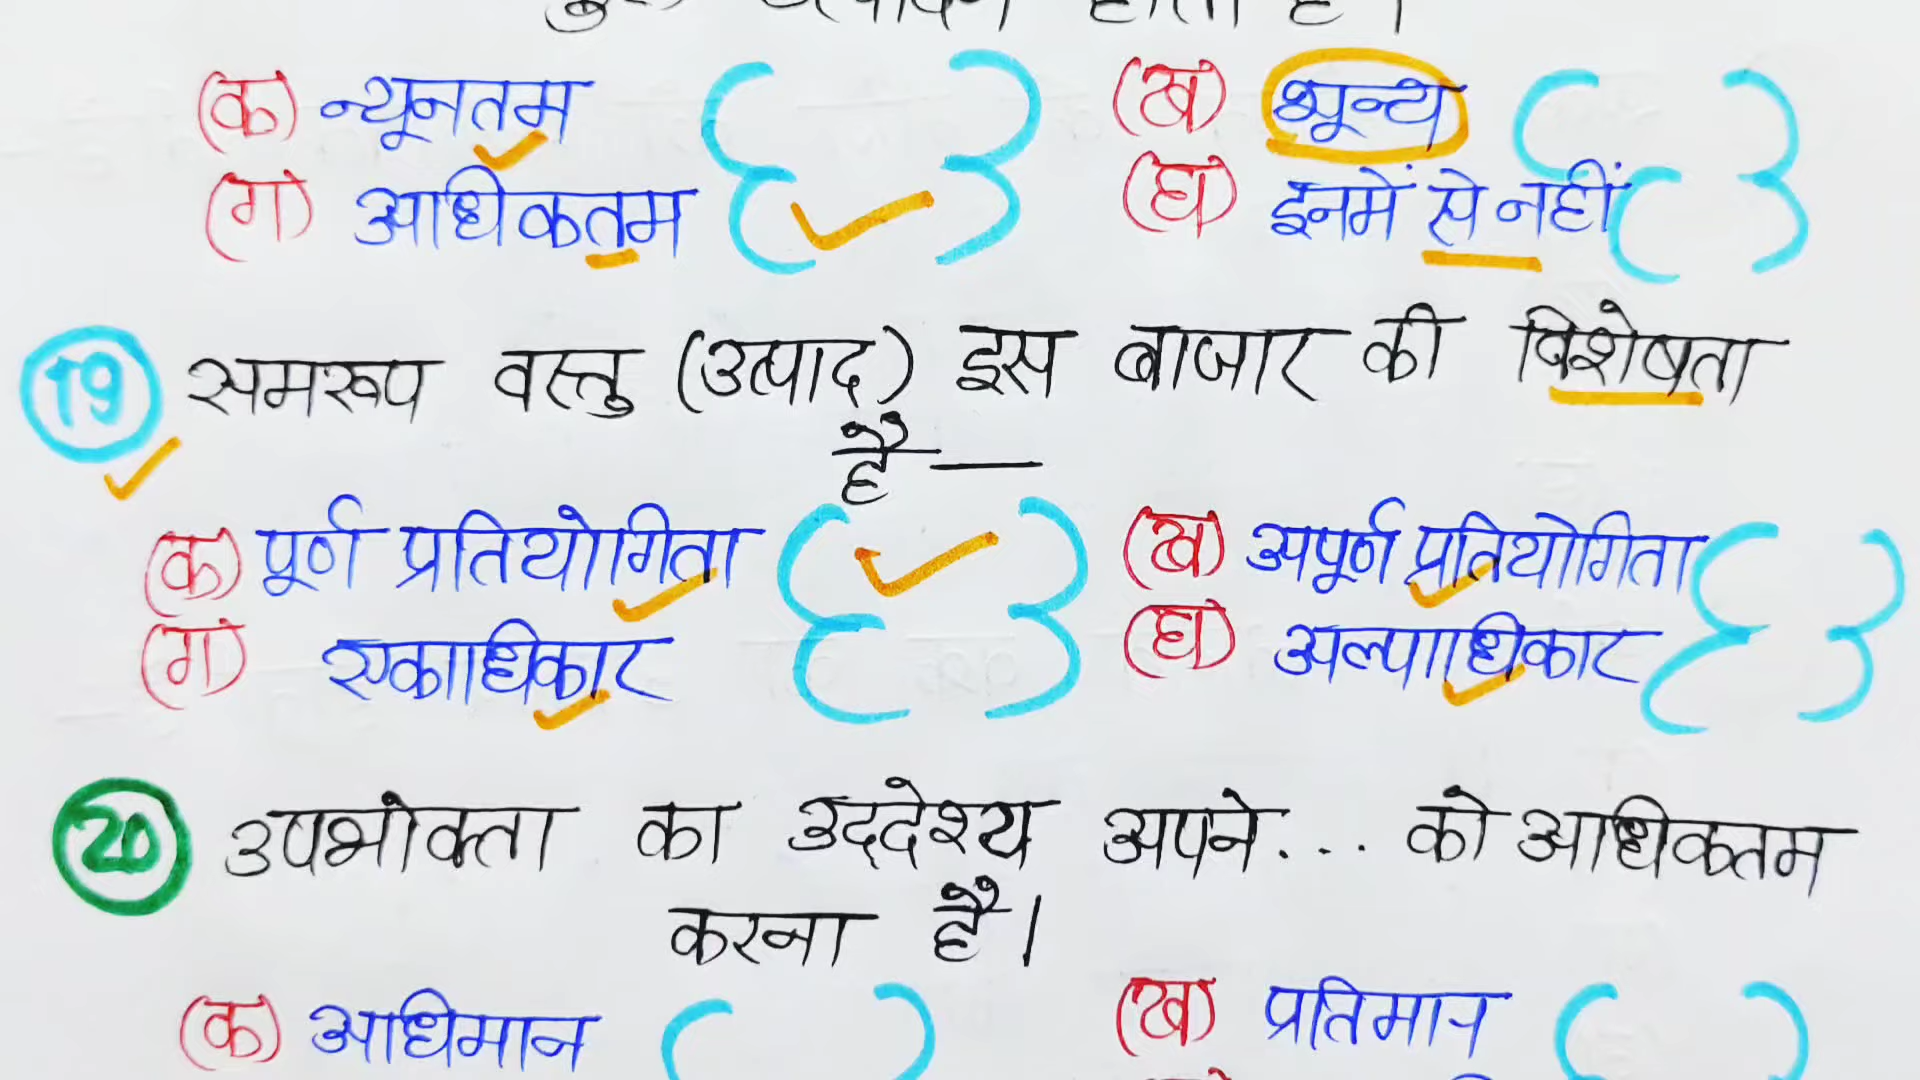 होता है।
(क) न्यूनतम (ख) शून्य
(ग) अधिकतम (घ) इनमें से नहीं
19 समरूप वस्तु (उत्पाद) इस बाजार की विशेषता
है —
(क) पूर्ण प्रतियोगिता (ख) अपूर्ण प्रतियोगिता
(ग) एकाधिकार (घ) अल्पाधिकार
20 उपभोक्ता का उद्देश्य अपने... को अधिकतम
करना है।
(क) अधिमान (ख) प्रतिमान